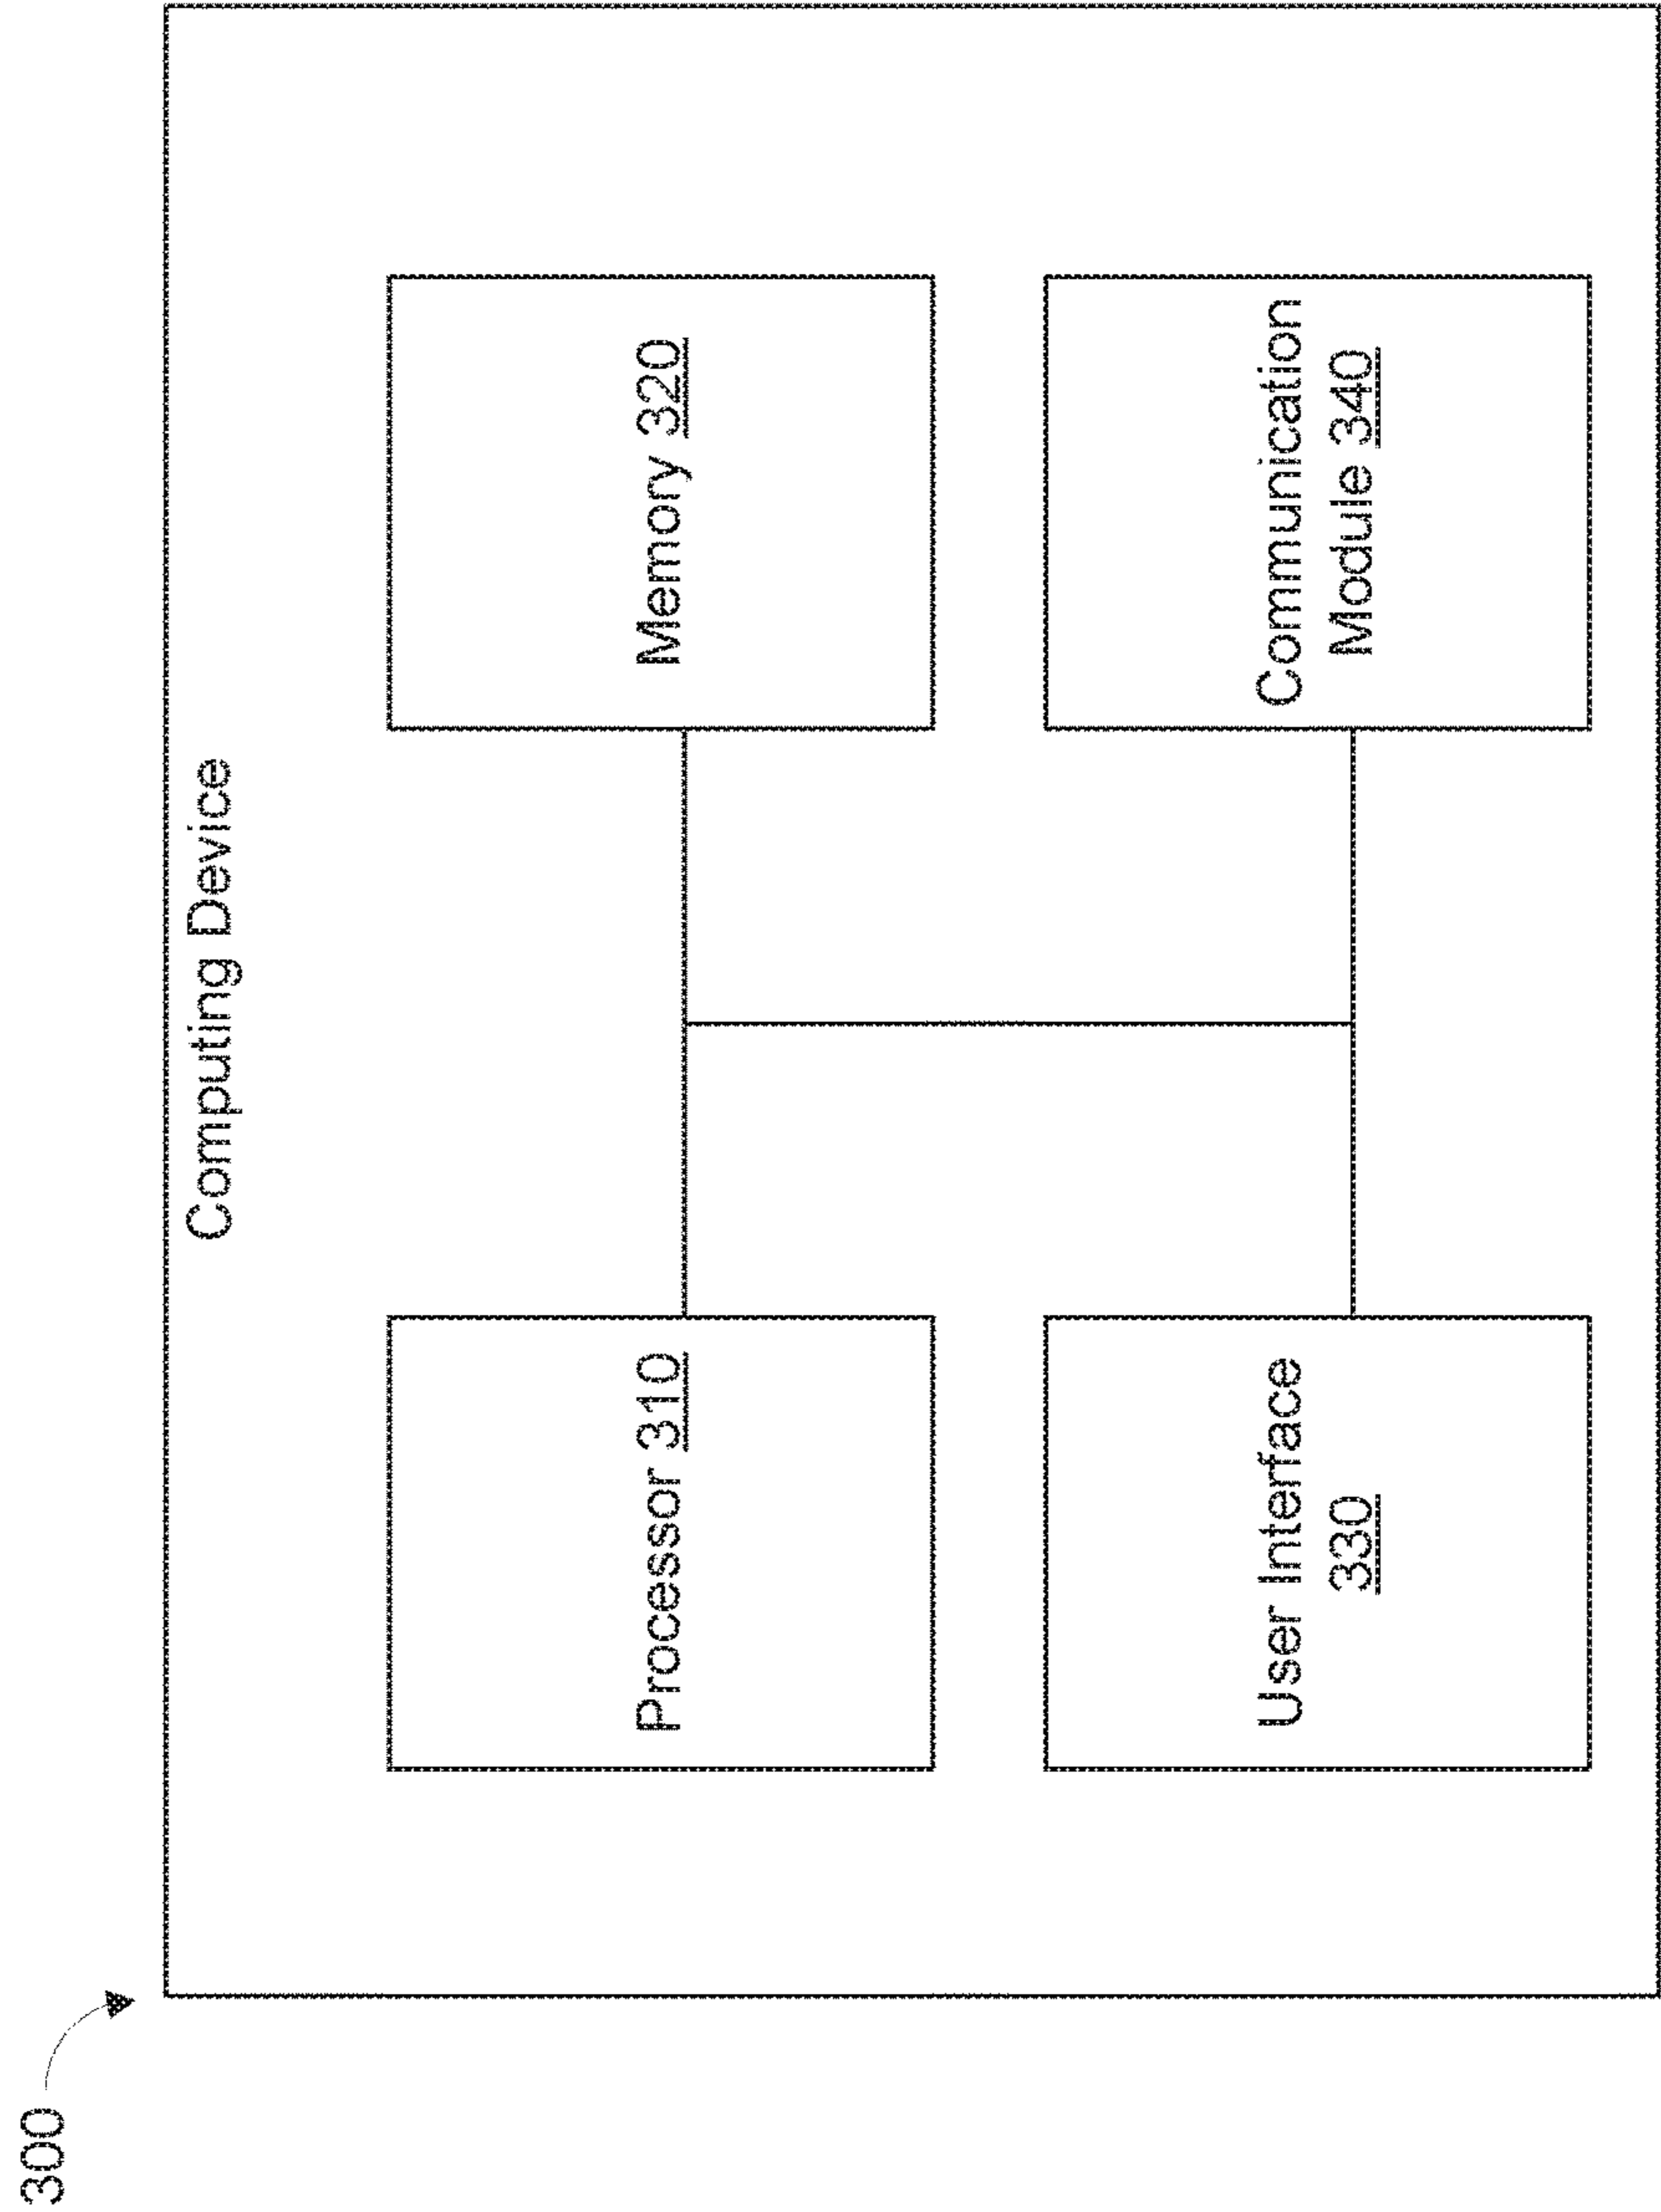 300
Computing Device
Processor 310
Memory 320
User Interface
330
Communication
Module 340